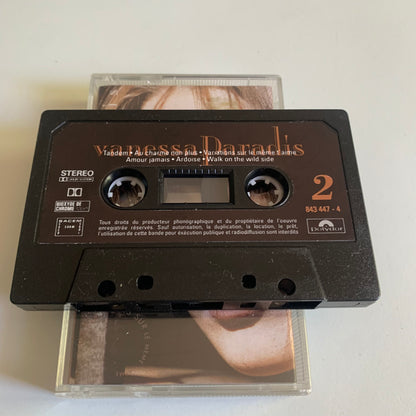 vanessa paradis
Tandem • Au charme non plus • Variations sur le même t'aime
Amour jamais • Ardoise • Walk on the wild side
STEREO
2
BIOXYDE DE
CHROME
843 447 - 4
SACEM
Tous droits du producteur phonographique et du propriétaire de l'oeuvre
enregistrée réservés. Sauf autorisation, la duplication, la location, le prêt,
l'utilisation de cette bande pour exécution publique et radiodiffusion sont interdits
Polydor